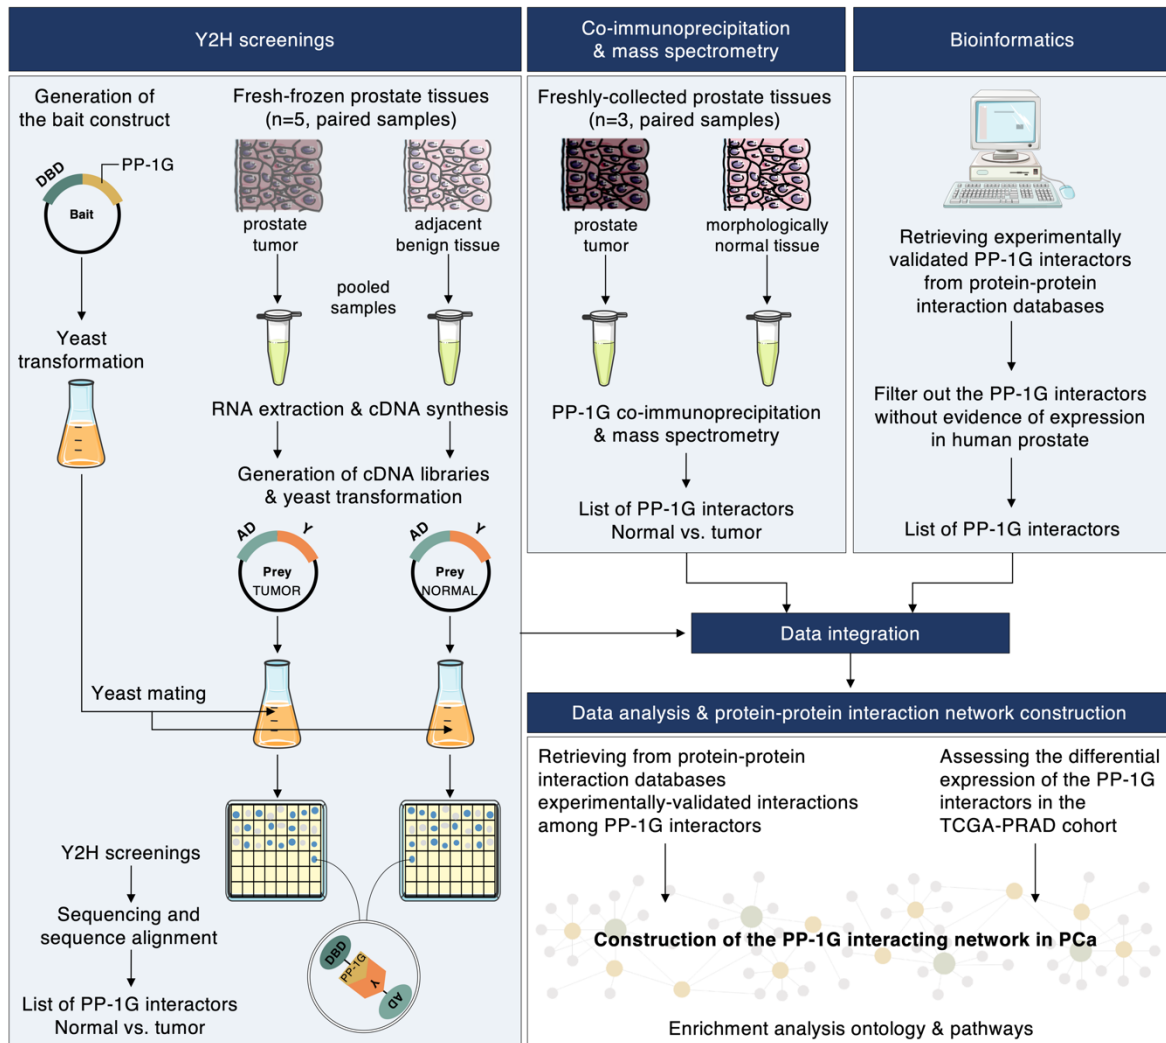 Y2H screenings
Generation of
the bait construct
DBD
PP-1G
Bait
Yeast
transformation
Fresh-frozen prostate tissues
(n=5, paired samples)
prostate
tumor
adjacent
benign tissue
pooled
samples
RNA extraction & cDNA synthesis
Generation of cDNA libraries
& yeast transformation
AD
Y
Prey
TUMOR
AD
Y
Prey
NORMAL
Yeast mating
Y2H screenings
Sequencing and
sequence alignment
List of PP-1G interactors
Normal vs. tumor
DBD
PP-1G
Y
AD
Co-immunoprecipitation
& mass spectrometry
Freshly-collected prostate tissues
(n=3, paired samples)
prostate
tumor
morphologically
normal tissue
PP-1G co-immunoprecipitation
& mass spectrometry
List of PP-1G interactors
Normal vs. tumor
Bioinformatics
Retrieving experimentally
validated PP-1G interactors
from protein-protein
interaction databases
Filter out the PP-1G interactors
without evidence of expression
in human prostate
List of PP-1G interactors
Data integration
Data analysis & protein-protein interaction network construction
Retrieving from protein-protein
interaction databases
experimentally-validated interactions
among PP-1G interactors
Assessing the differential
expression of the PP-1G
interactors in the
TCGA-PRAD cohort
Construction of the PP-1G interacting network in PCa
Enrichment analysis ontology & pathways